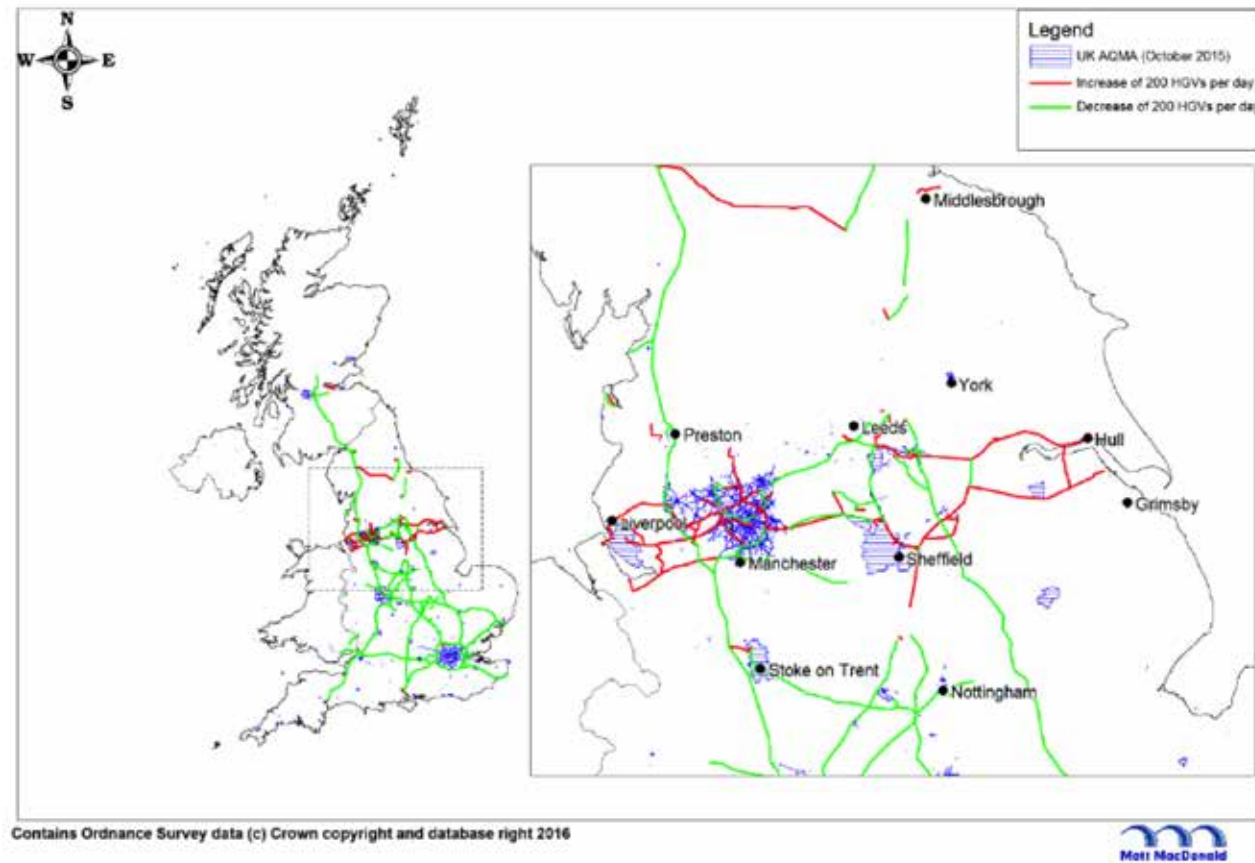 N
W E
S
Legend
UK AQMA (October 2015)
Increase of 200 HGVs per day
Decrease of 200 HGVs per day
Middlesbrough
York
Leeds
Preston
Hull
Grimsby
Liverpool
Manchester
Sheffield
Stoke on Trent
Nottingham
Contains Ordnance Survey data (c) Crown copyright and database right 2016
Mott MacDonald